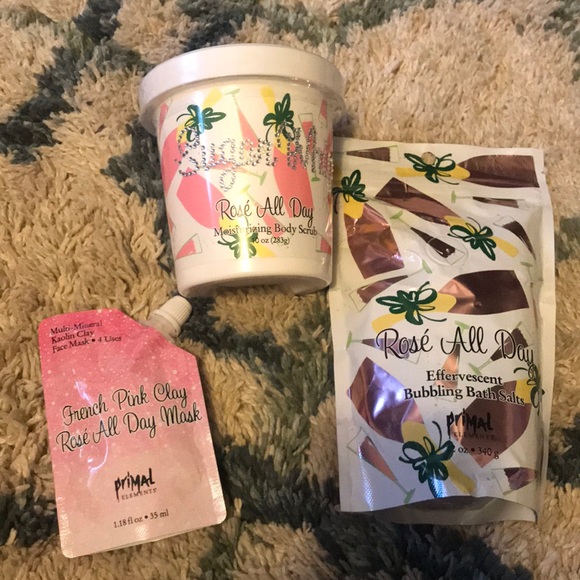 Sugar Whip
Rosé All Day
Moisturizing Body Scrub
oz (283g)
Rosé All Day
Effervescent
Bubbling Bath Salts
primal
ELEMENTS
oz • 340 g
Multi-Mineral
Kaolin Clay
Face Mask • 4 Uses
French Pink Clay
Rosé All Day Mask
primal
ELEMENTS
1.18 fl oz • 35 ml